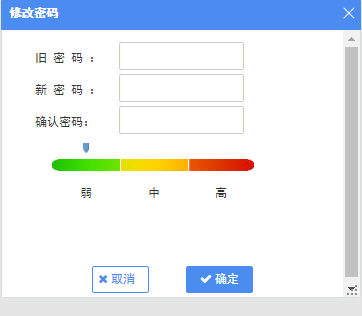 修改密码
旧 密 码 ：
新 密 码 ：
确认密码：
弱 中 高
取消 确定